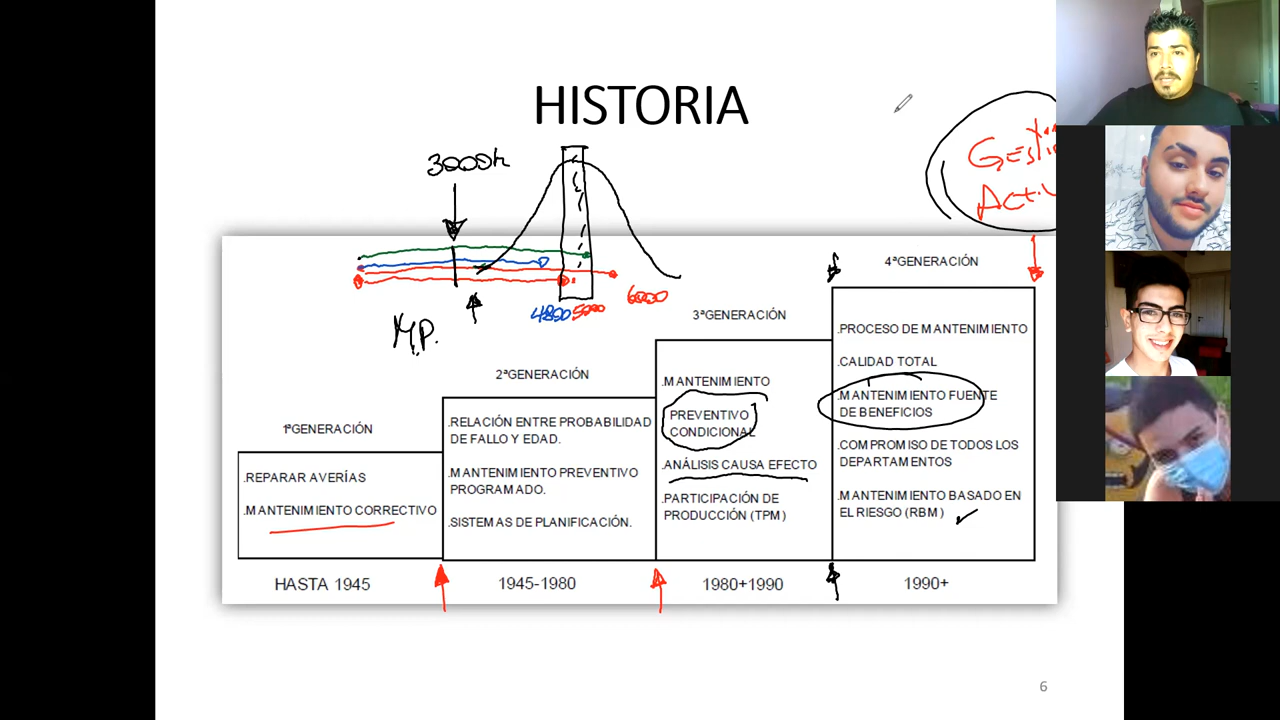 HISTORIA
3000h
GESTIÓ
ACTIV
4800 5000 6000
M.P.
1ªGENERACIÓN
.REPARAR AVERÍAS
.MANTENIMIENTO CORRECTIVO
HASTA 1945
2ªGENERACIÓN
.RELACIÓN ENTRE PROBABILIDAD
DE FALLO Y EDAD.
.MANTENIMIENTO PREVENTIVO
PROGRAMADO.
.SISTEMAS DE PLANIFICACIÓN.
1945-1980
3ªGENERACIÓN
.MANTENIMIENTO
PREVENTIVO
CONDICIONAL
.ANÁLISIS CAUSA EFECTO
.PARTICIPACIÓN DE
PRODUCCIÓN (TPM)
1980+1990
4ªGENERACIÓN
.PROCESO DE MANTENIMIENTO
.CALIDAD TOTAL
.MANTENIMIENTO FUENTE
DE BENEFICIOS
.COMPROMISO DE TODOS LOS
DEPARTAMENTOS
.MANTENIMIENTO BASADO EN
EL RIESGO (RBM)
1990+
6